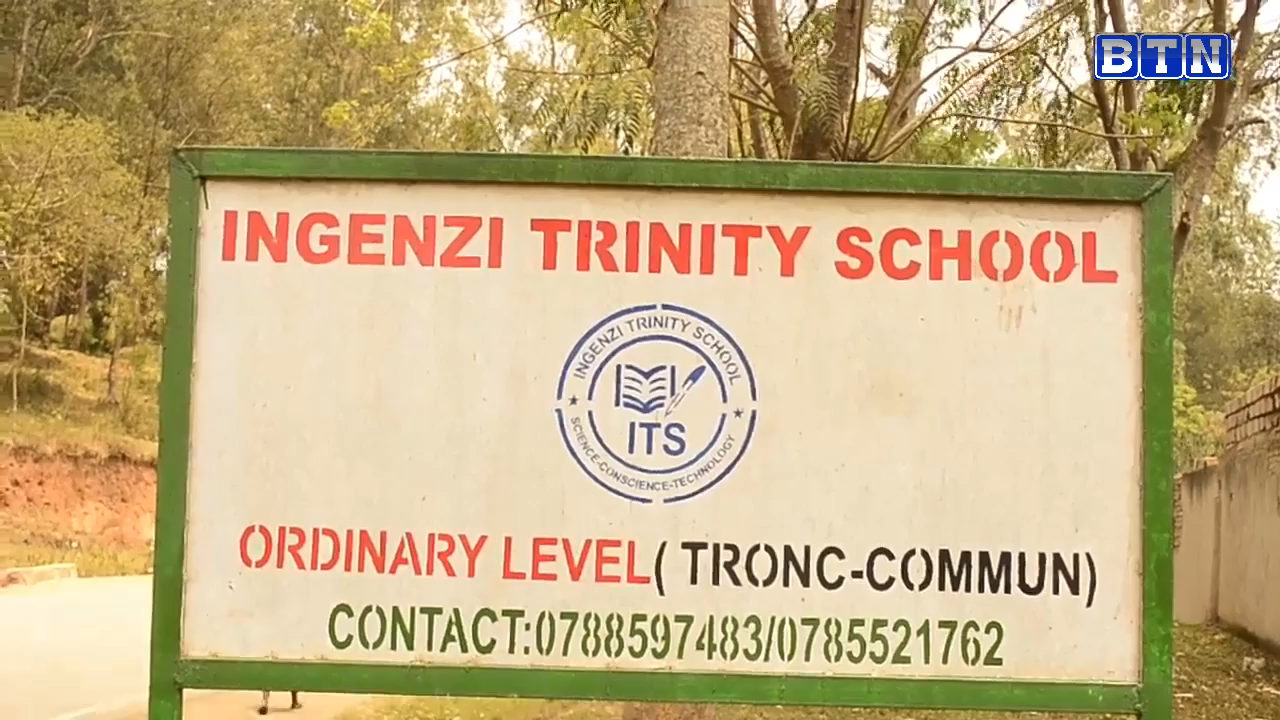 BTN
INGENZI TRINITY SCHOOL
INGENZI TRINITY SCHOOL
ITS
SCIENCE-CONSCIENCE-TECHNOLOGY
ORDINARY LEVEL( TRONC-COMMUN)
CONTACT:0788597483/0785521762